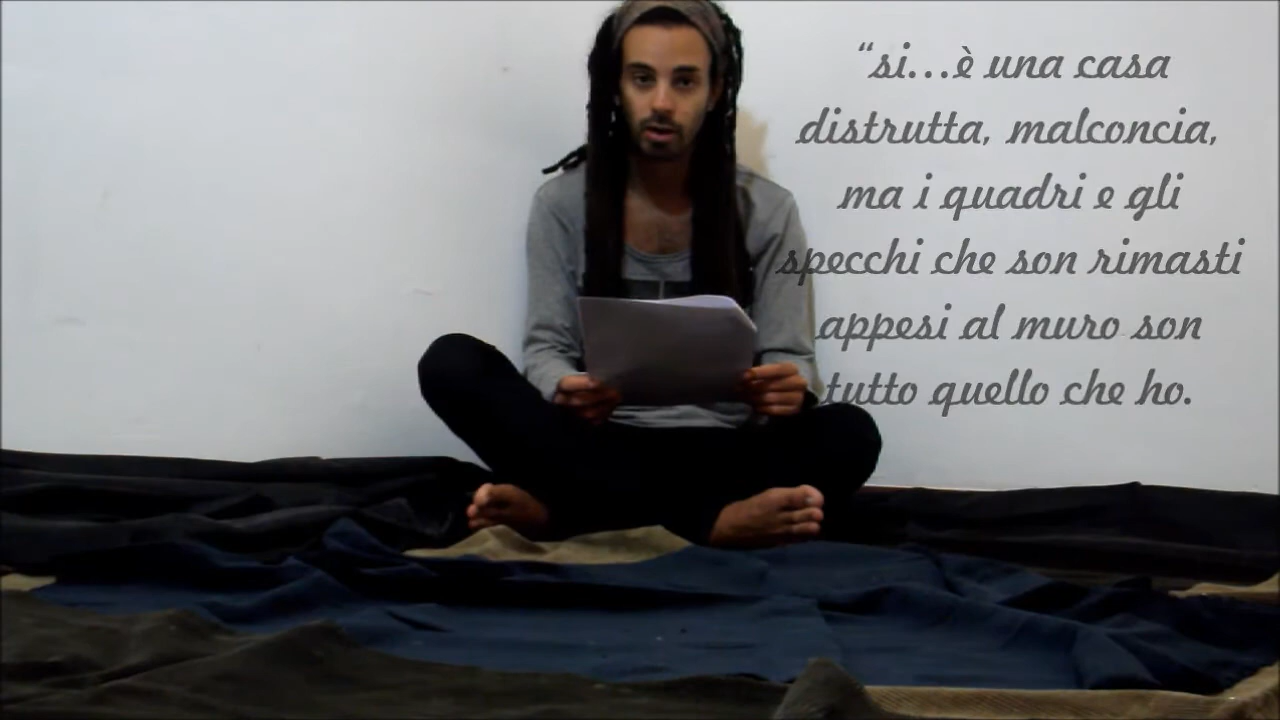 “si...è una casa
distrutta, malconcia,
ma i quadri e gli
specchi che son rimasti
appesi al muro son
tutto quello che ho.